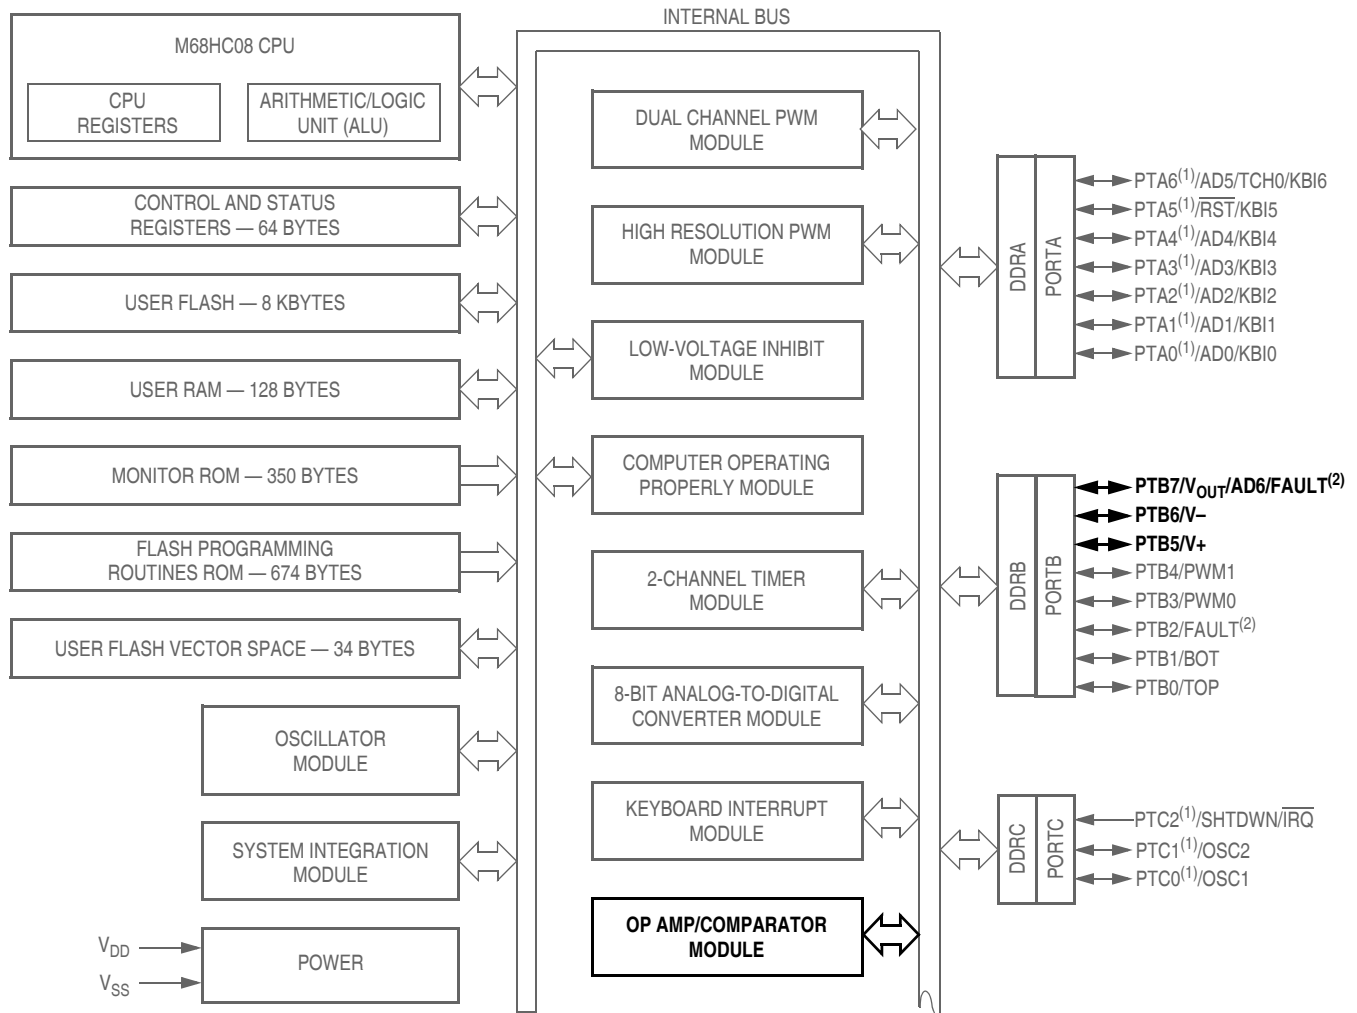 INTERNAL BUS
M68HC08 CPU
CPU
REGISTERS
ARITHMETIC/LOGIC
UNIT (ALU)
CONTROL AND STATUS
REGISTERS — 64 BYTES
USER FLASH — 8 KBYTES
USER RAM — 128 BYTES
MONITOR ROM — 350 BYTES
FLASH PROGRAMMING
ROUTINES ROM — 674 BYTES
USER FLASH VECTOR SPACE — 34 BYTES
OSCILLATOR
MODULE
SYSTEM INTEGRATION
MODULE
VDD
VSS
POWER
DUAL CHANNEL PWM
MODULE
HIGH RESOLUTION PWM
MODULE
LOW-VOLTAGE INHIBIT
MODULE
COMPUTER OPERATING
PROPERLY MODULE
2-CHANNEL TIMER
MODULE
8-BIT ANALOG-TO-DIGITAL
CONVERTER MODULE
KEYBOARD INTERRUPT
MODULE
OP AMP/COMPARATOR
MODULE
DDRA
PORTA
PTA6(1)/AD5/TCH0/KBI6
PTA5(1)/RST/KBI5
PTA4(1)/AD4/KBI4
PTA3(1)/AD3/KBI3
PTA2(1)/AD2/KBI2
PTA1(1)/AD1/KBI1
PTA0(1)/AD0/KBI0
DDRB
PORTB
PTB7/VOUT/AD6/FAULT(2)
PTB6/V–
PTB5/V+
PTB4/PWM1
PTB3/PWM0
PTB2/FAULT(2)
PTB1/BOT
PTB0/TOP
DDRC
PORTC
PTC2(1)/SHTDWN/IRQ
PTC1(1)/OSC2
PTC0(1)/OSC1